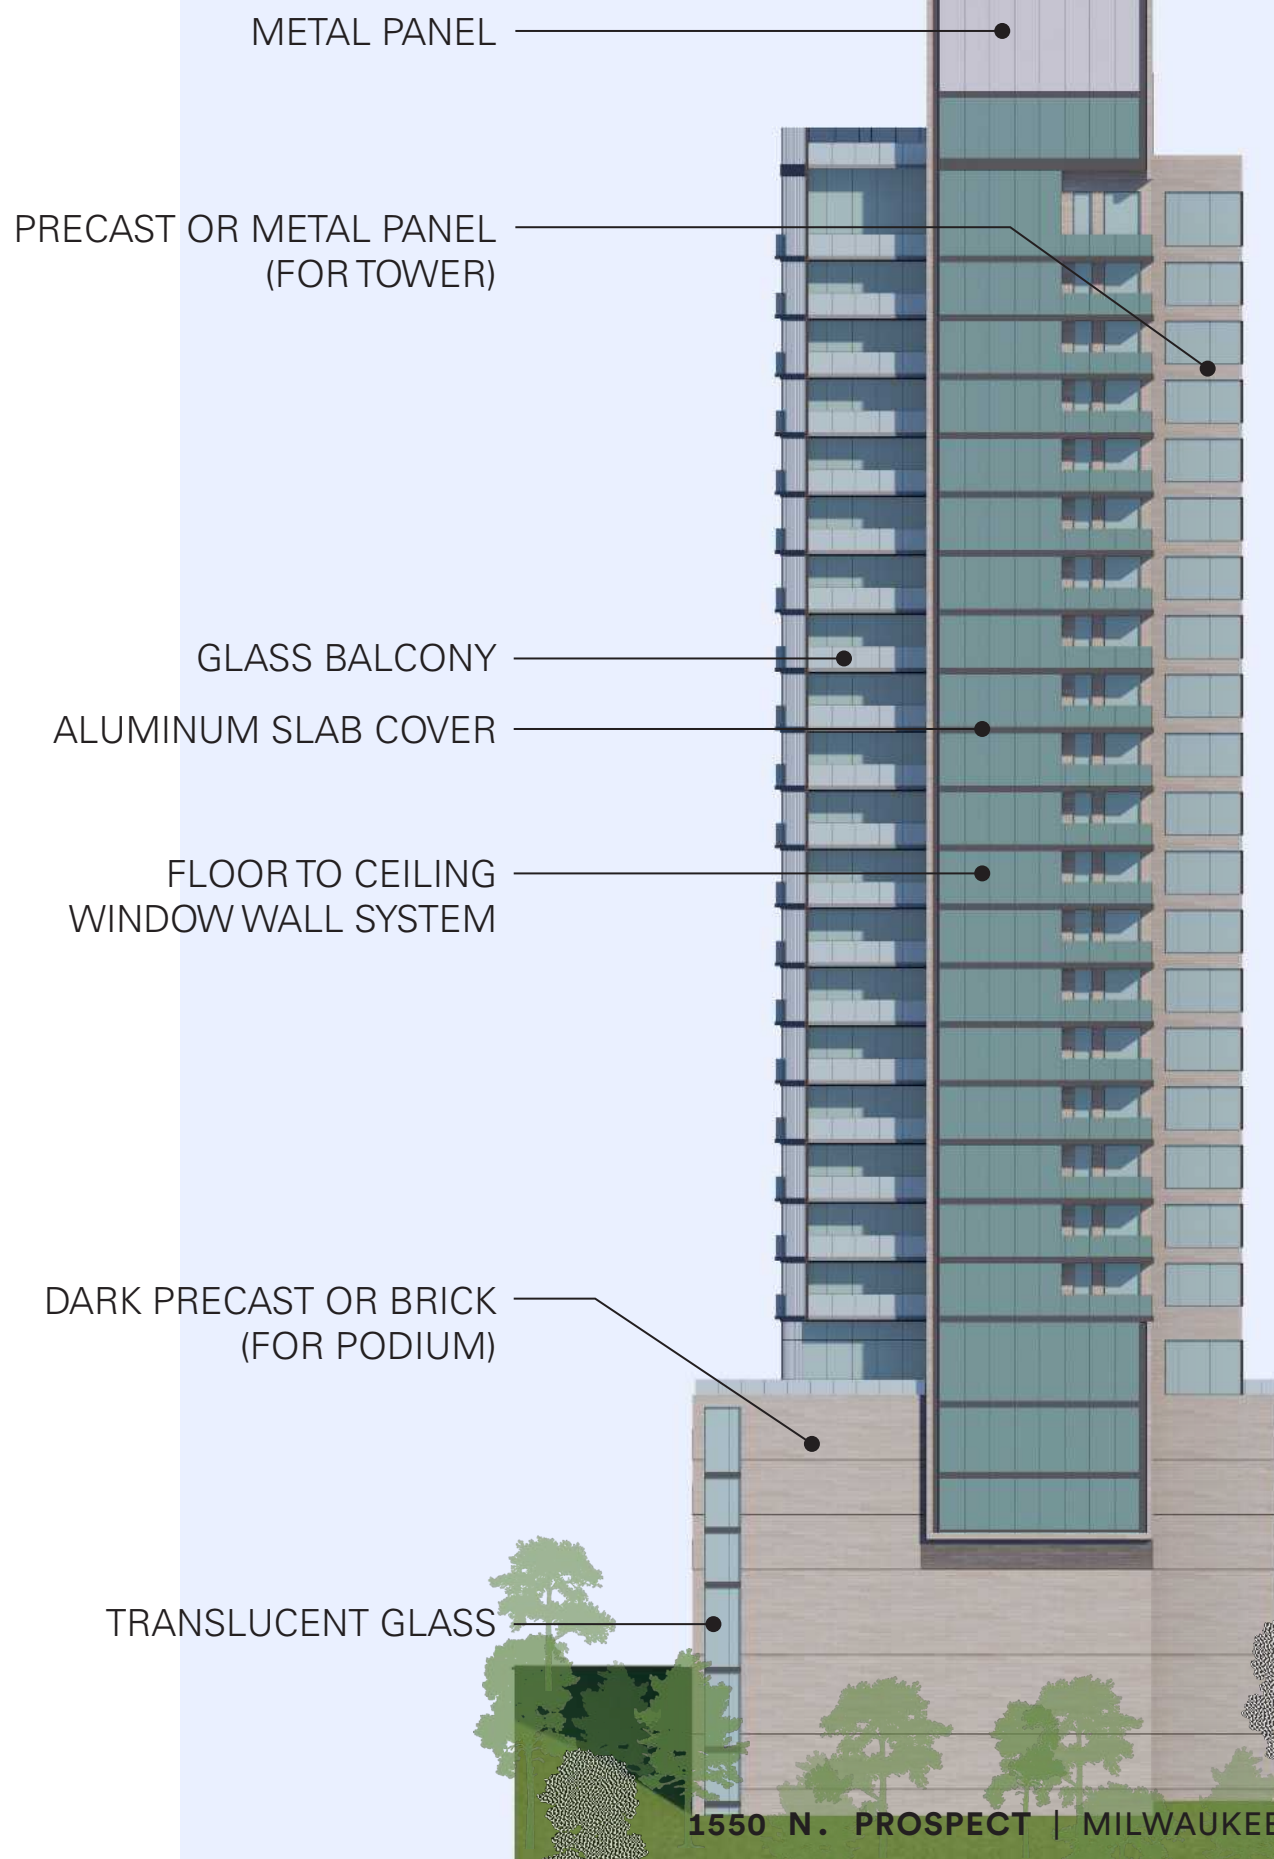 METAL PANEL
PRECAST OR METAL PANEL
(FOR TOWER)
GLASS BALCONY
ALUMINUM SLAB COVER
FLOOR TO CEILING
WINDOW WALL SYSTEM
DARK PRECAST OR BRICK
(FOR PODIUM)
TRANSLUCENT GLASS
1550 N. PROSPECT | MILWAUKEE